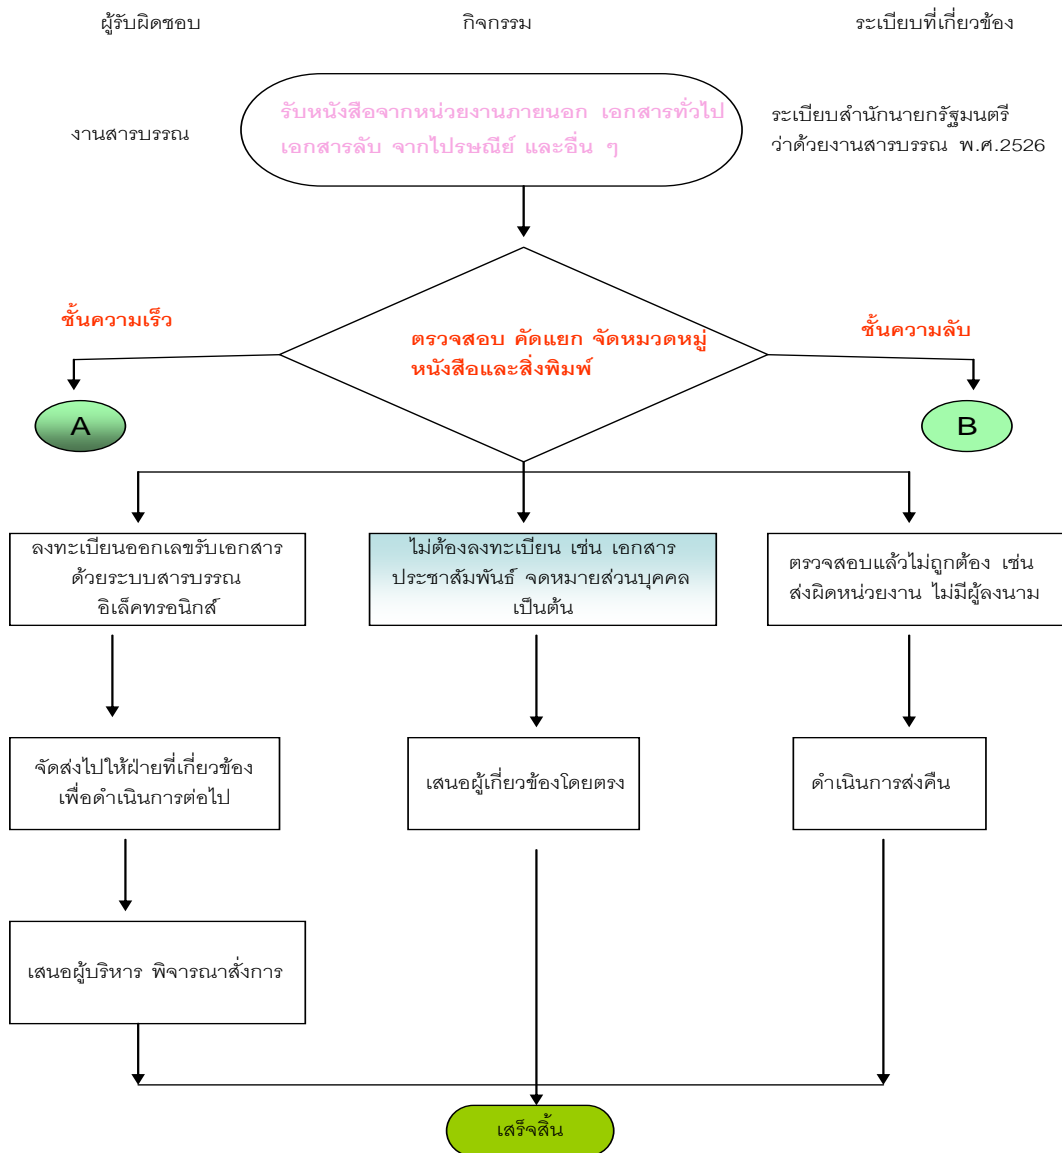 ผู้รับผิดชอบ
กิจกรรม
ระเบียบที่เกี่ยวข้อง
งานสารบรรณ
รับหนังสือจากหน่วยงานภายนอก เอกสารทั่วไป
เอกสารลับ จากไปรษณีย์ และอื่น ๆ
ระเบียบสำนักนายกรัฐมนตรี
ว่าด้วยงานสารบรรณ พ.ศ.2526
ชั้นความเร็ว
ตรวจสอบ คัดแยก จัดหมวดหมู่
หนังสือและสิ่งพิมพ์
ชั้นความลับ
A
B
ลงทะเบียนออกเลขรับเอกสาร
ด้วยระบบสารบรรณ
อิเล็คทรอนิกส์
ไม่ต้องลงทะเบียน เช่น เอกสาร
ประชาสัมพันธ์ จดหมายส่วนบุคคล
เป็นต้น
ตรวจสอบแล้วไม่ถูกต้อง เช่น
ส่งผิดหน่วยงาน ไม่มีผู้ลงนาม
จัดส่งไปให้ฝ่ายที่เกี่ยวข้อง
เพื่อดำเนินการต่อไป
เสนอผู้เกี่ยวข้องโดยตรง
ดำเนินการส่งคืน
เสนอผู้บริหาร พิจารณาสั่งการ
เสร็จสิ้น